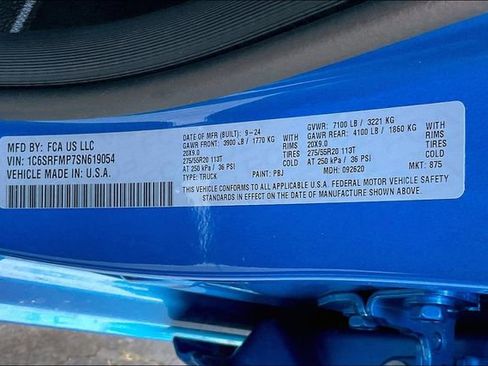 MFD BY: FCA US LLC
VIN: 1C6SRFMP7SN619054
VEHICLE MADE IN: U.S.A.
DATE OF MFR (BUILT): 9-24
GAWR FRONT: 3900 LB / 1770 KG
20X9.0 WITH RIMS
275/55R20 113T TIRES
AT 250 kPa / 36 PSI COLD
TYPE: TRUCK PAINT: PBJ
GVWR: 7100 LB / 3221 KG
GAWR REAR: 4100 LB / 1860 KG
20X9.0 WITH RIMS
275/55R20 113T TIRES
AT 250 kPa / 36 PSI COLD
MDH: 092620 MKT: 875
THIS VEHICLE CONFORMS TO ALL APPLICABLE U.S.A. FEDERAL MOTOR VEHICLE SAFETY
STANDARDS IN EFFECT ON THE DATE OF MANUFACTURE SHOWN ABOVE.